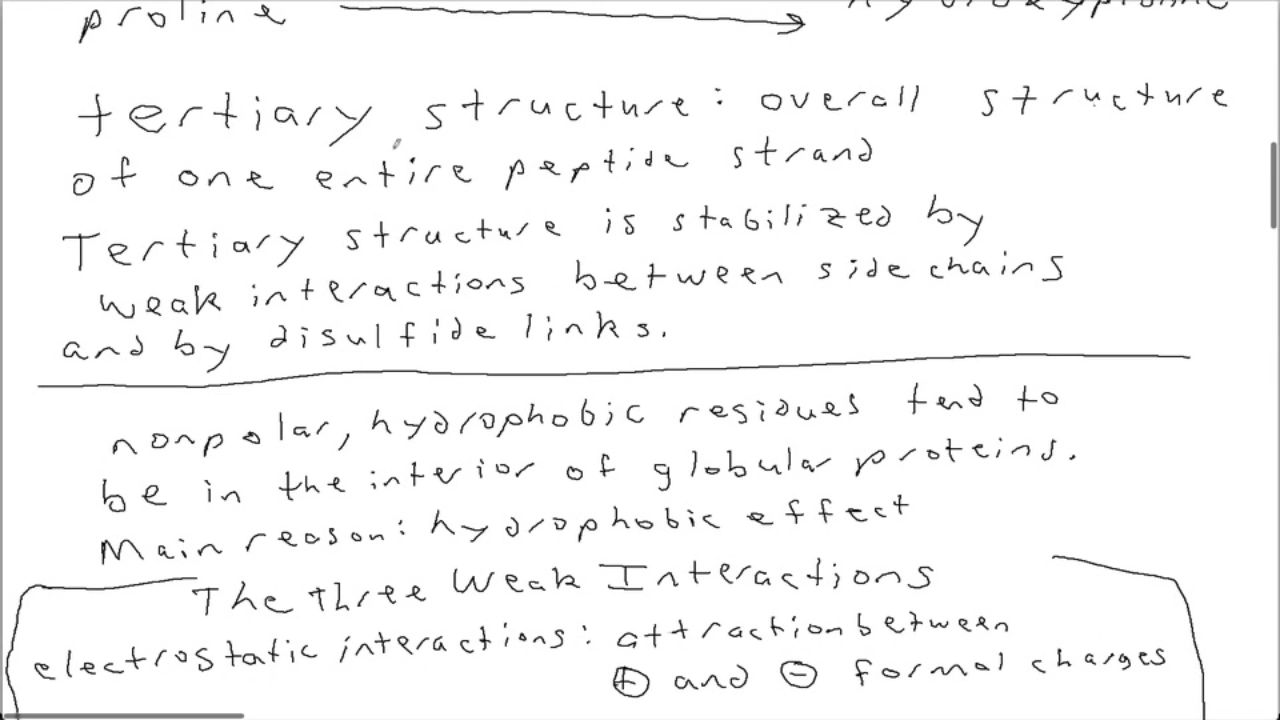 proline ⟶ hydroxyproline
tertiary structure: overall structure
of one entire peptide strand
Tertiary structure is stabilized by
weak interactions between side chains
and by disulfide links.
nonpolar, hydrophobic residues tend to
be in the interior of globular proteins.
Main reason: hydrophobic effect
The three Weak Interactions
electrostatic interactions: attraction between
⊕ and ⊖ formal charges